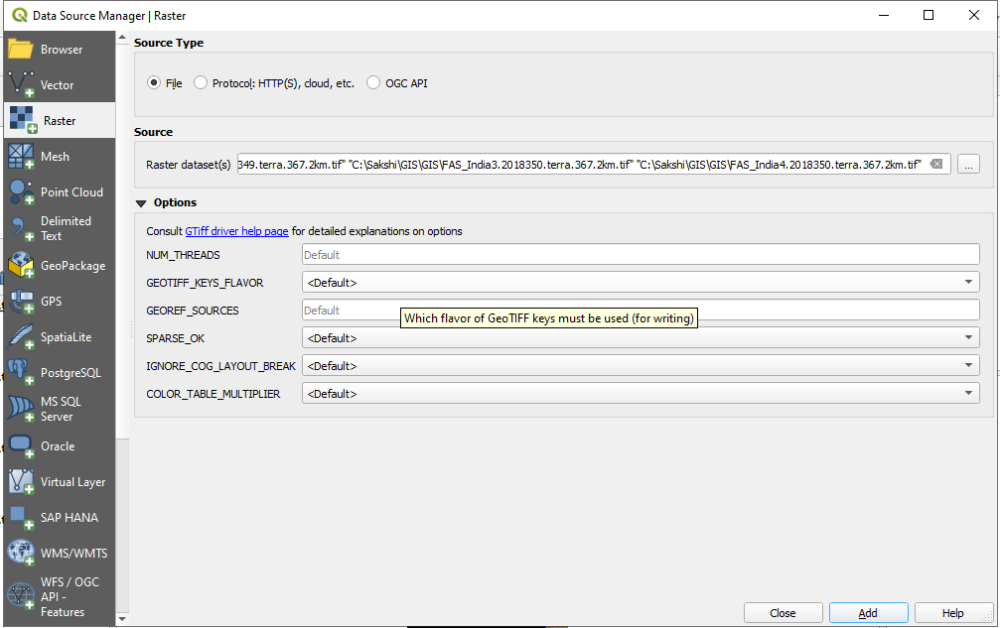 Data Source Manager | Raster
Browser
Vector
Raster
Mesh
Point Cloud
Delimited
Text
GeoPackage
GPS
SpatiaLite
PostgreSQL
MS SQL
Server
Oracle
Virtual Layer
SAP HANA
WMS/WMTS
WFS / OGC
API -
Features
Source Type
File Protocol: HTTP(S), cloud, etc. OGC API
Source
Raster dataset(s) 349.terra.367.2km.tif" "C:\Sakshi\GIS\GIS\FAS_India3.2018350.terra.367.2km.tif" "C:\Sakshi\GIS\GIS\FAS_India4.2018350.terra.367.2km.tif" ...
Options
Consult GTiff driver help page for detailed explanations on options
NUM_THREADS Default
GEOTIFF_KEYS_FLAVOR <Default>
GEOREF_SOURCES Default
Which flavor of GeoTIFF keys must be used (for writing)
SPARSE_OK <Default>
IGNORE_COG_LAYOUT_BREAK <Default>
COLOR_TABLE_MULTIPLIER <Default>
Close Add Help